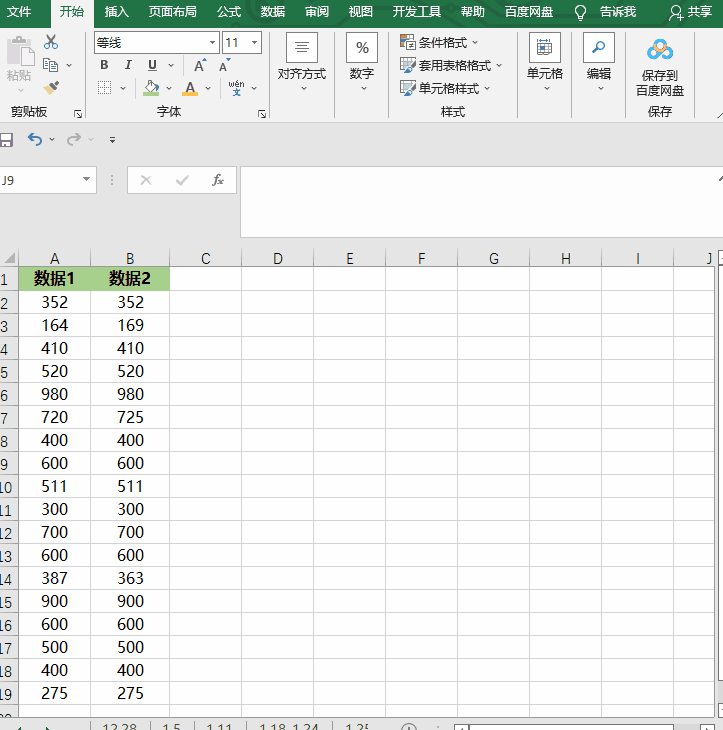 文件 开始 插入 页面布局 公式 数据 审阅 视图 开发工具 帮助 百度网盘 告诉我 共享
等线 11
粘贴
B I U A A
wén 文 A
剪贴板
字体
对齐方式
%
数字
条件格式
套用表格格式
单元格样式
样式
单元格
编辑
保存到
百度网盘
保存
J9 fx
A B C D E F G H I J
1 数据1 数据2
2 352 352
3 164 169
4 410 410
5 520 520
6 980 980
7 720 725
8 400 400
9 600 600
10 511 511
11 300 300
12 700 700
13 600 600
14 387 363
15 900 900
16 600 600
17 500 500
18 400 400
19 275 275
12.28 1.5 1.11 1.18-1.24